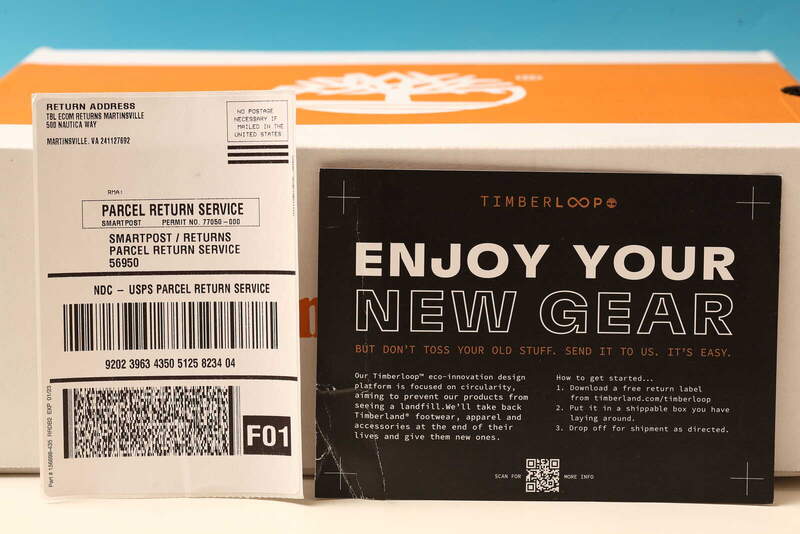 RETURN ADDRESS
TBL ECOM RETURNS MARTINSVILLE
500 NAUTICA WAY
MARTINSVILLE, VA 241127692
NO POSTAGE
NECESSARY IF
MAILED IN THE
UNITED STATES
RMA:
PARCEL RETURN SERVICE
SMARTPOST PERMIT NO. 77050-000
SMARTPOST / RETURNS
PARCEL RETURN SERVICE
56950
NDC - USPS PARCEL RETURN SERVICE
9202 3963 4350 5125 8234 04
F01
Part # 156898-435 RRDB2 EXP 01/23
TIMBERLOOP
ENJOY YOUR
NEW GEAR
BUT DON'T TOSS YOUR OLD STUFF. SEND IT TO US. IT'S EASY.
Our Timberloop™ eco-innovation design
platform is focused on circularity,
aiming to prevent our products from
seeing a landfill.We'll take back
Timberland® footwear, apparel and
accessories at the end of their
lives and give them new ones.
How to get started...
1. Download a free return label
from timberland.com/timberloop
2. Put it in a shippable box you have
laying around.
3. Drop off for shipment as directed.
SCAN FOR
MORE INFO